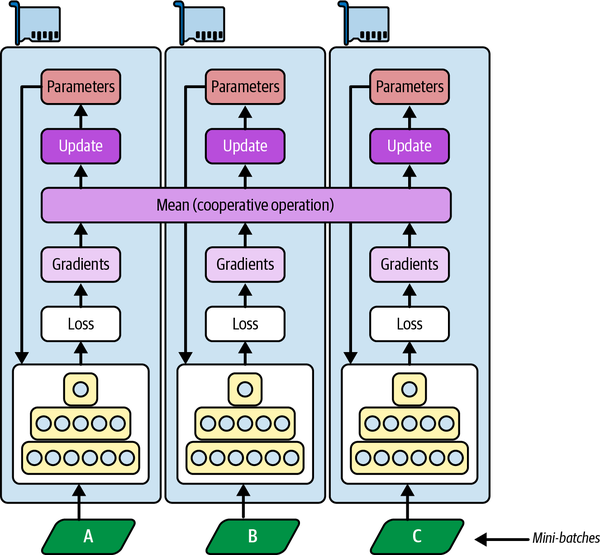 Parameters
Parameters
Parameters
Update
Update
Update
Mean (cooperative operation)
Gradients
Gradients
Gradients
Loss
Loss
Loss
A
B
C
Mini-batches